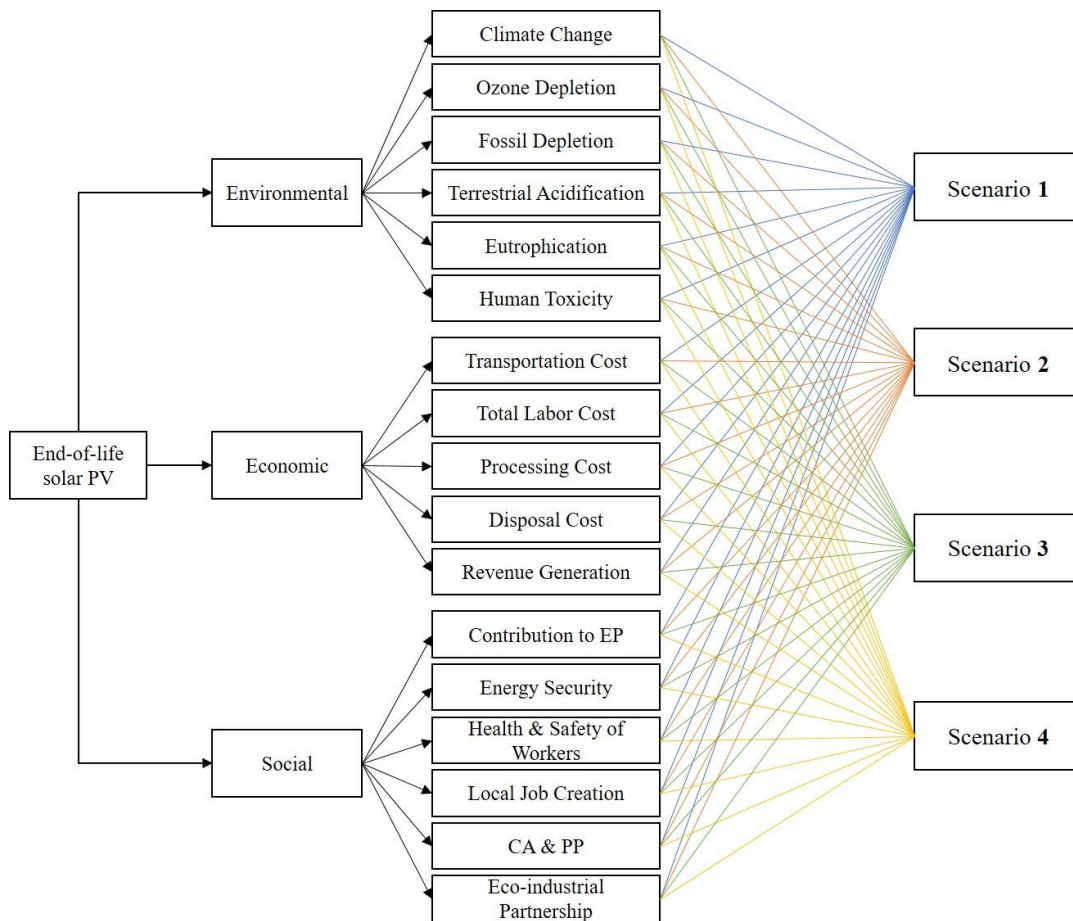 End-of-life
solar PV
Environmental
Economic
Social
Climate Change
Ozone Depletion
Fossil Depletion
Terrestrial Acidification
Eutrophication
Human Toxicity
Transportation Cost
Total Labor Cost
Processing Cost
Disposal Cost
Revenue Generation
Contribution to EP
Energy Security
Health & Safety of
Workers
Local Job Creation
CA & PP
Eco-industrial
Partnership
Scenario 1
Scenario 2
Scenario 3
Scenario 4